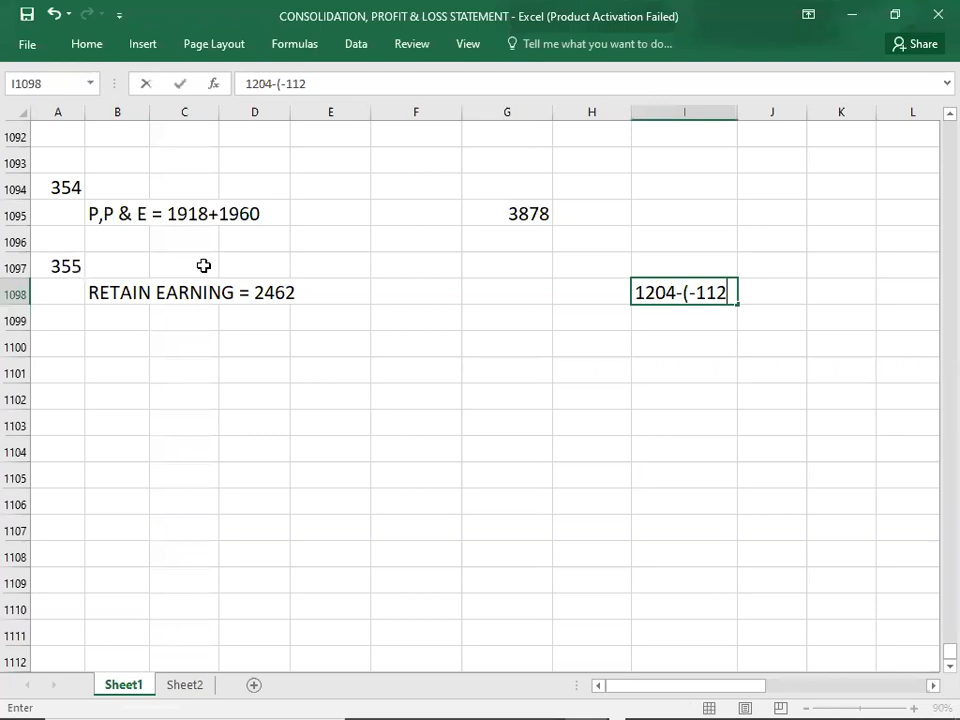 CONSOLIDATION, PROFIT & LOSS STATEMENT - Excel (Product Activation Failed)
File Home Insert Page Layout Formulas Data Review View Tell me what you want to do... Share
I1098 fx 1204-(-112
A B C D E F G H I J K L
1092
1093
1094 354
1095 P,P & E = 1918+1960 3878
1096
1097 355
1098 RETAIN EARNING = 2462 1204-(-112
1099
1100
1101
1102
1103
1104
1105
1106
1107
1108
1109
1110
1111
1112
Sheet1 Sheet2
Enter 90%